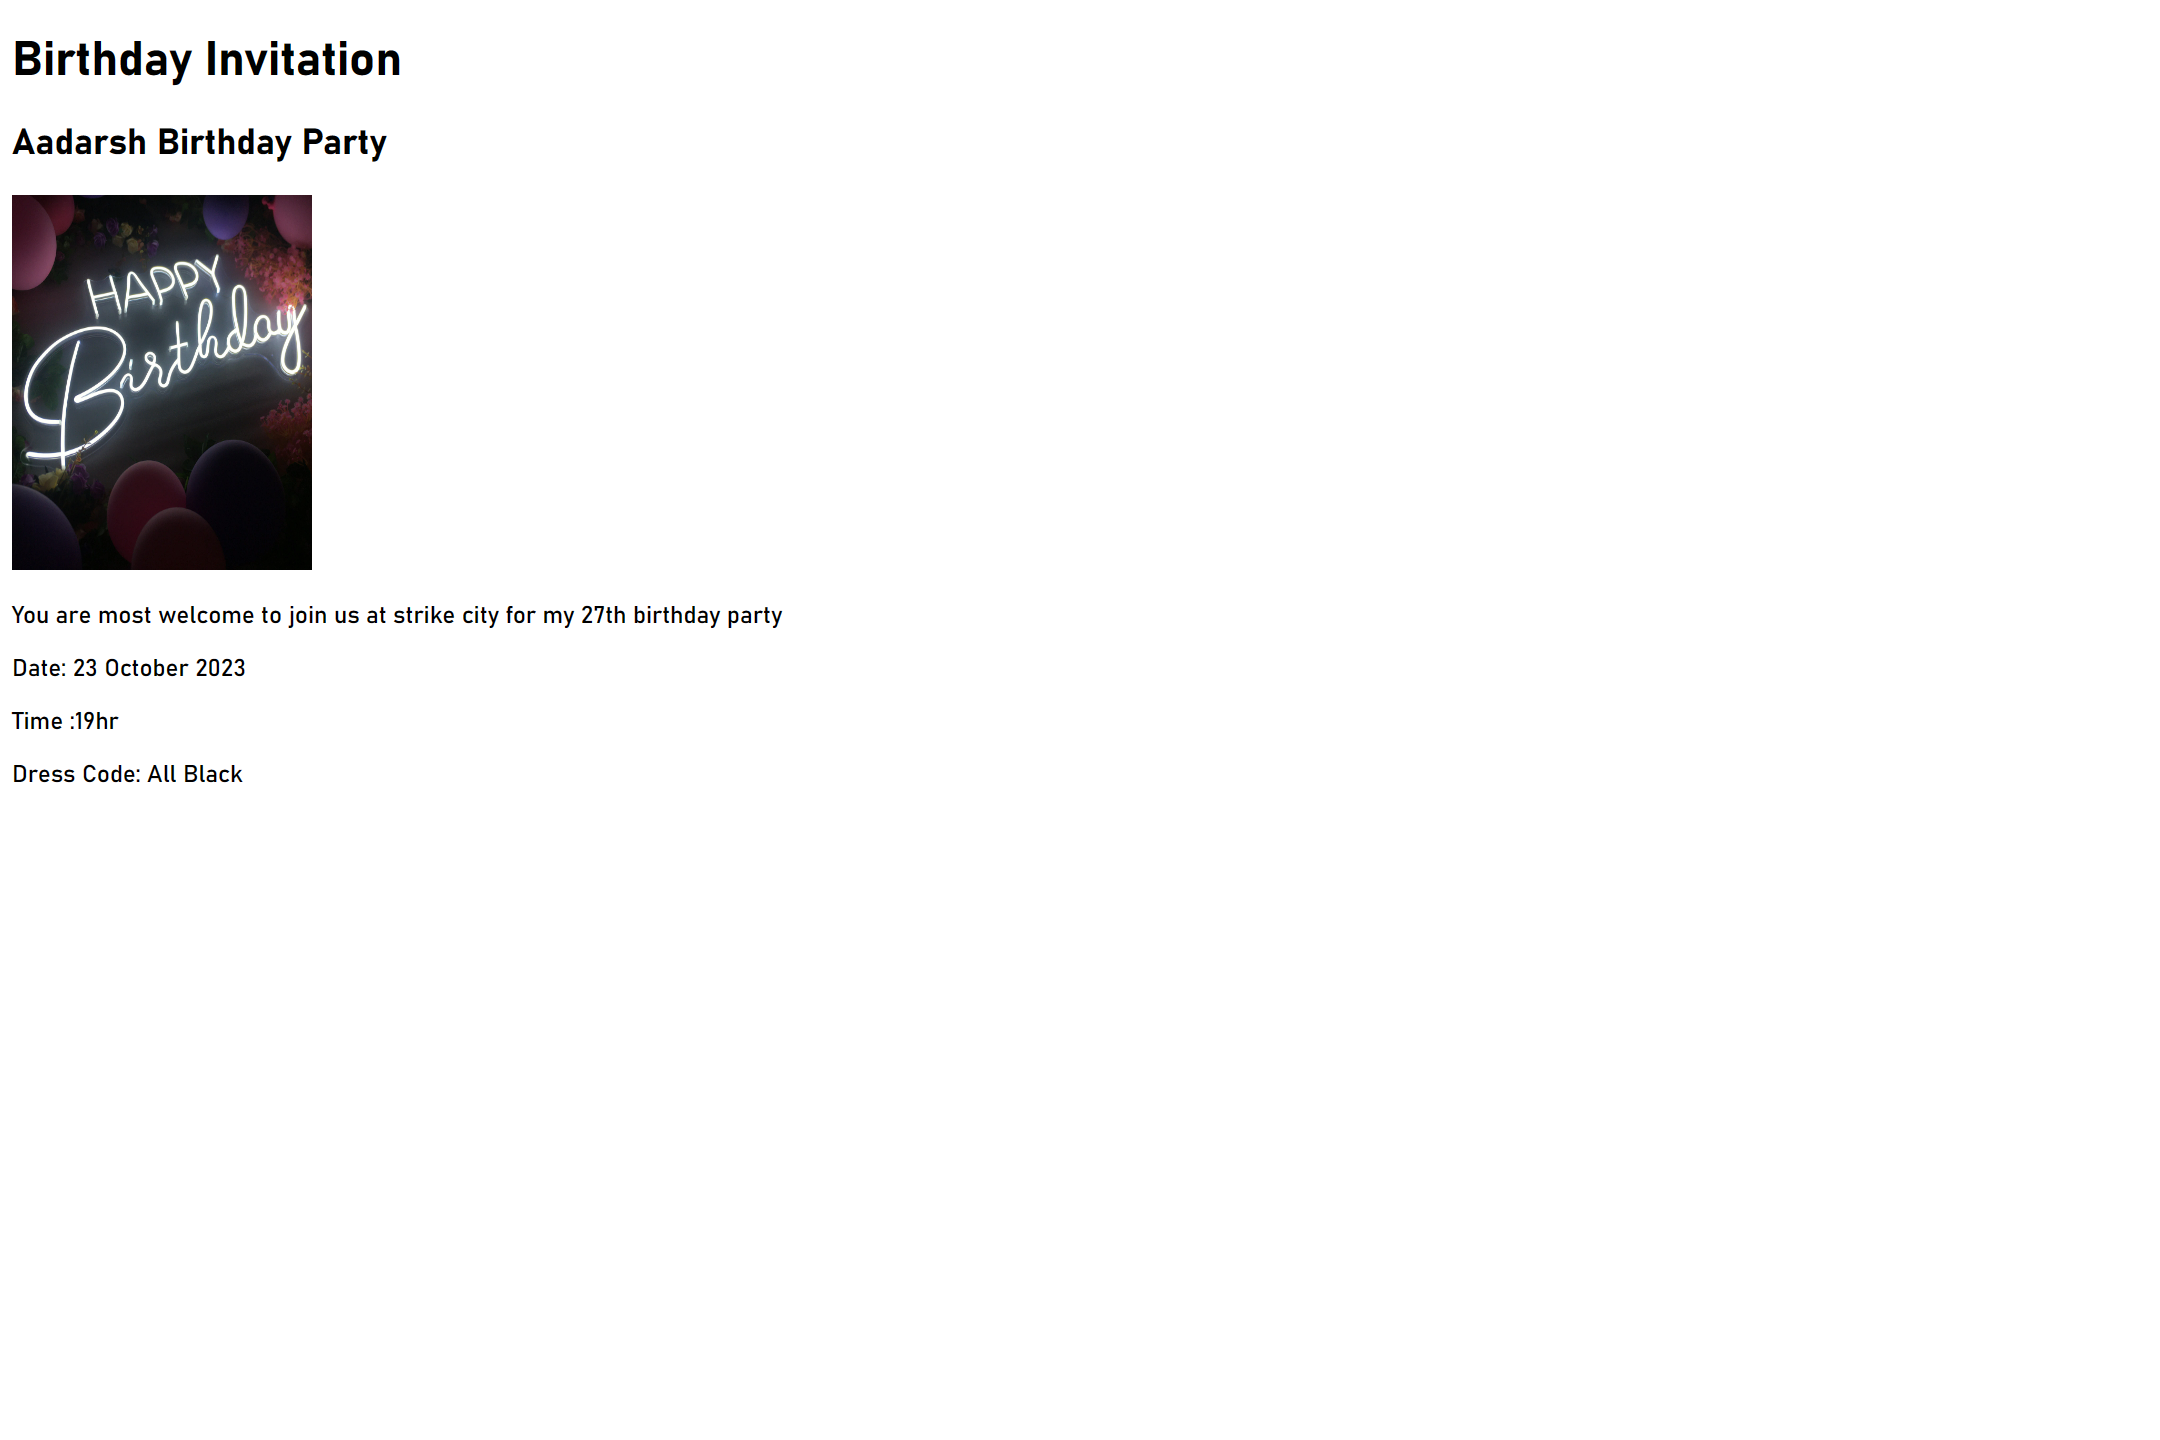 Birthday Invitation
Aadarsh Birthday Party
HAPPY
Birthday
You are most welcome to join us at strike city for my 27th birthday party
Date: 23 October 2023
Time :19hr
Dress Code: All Black